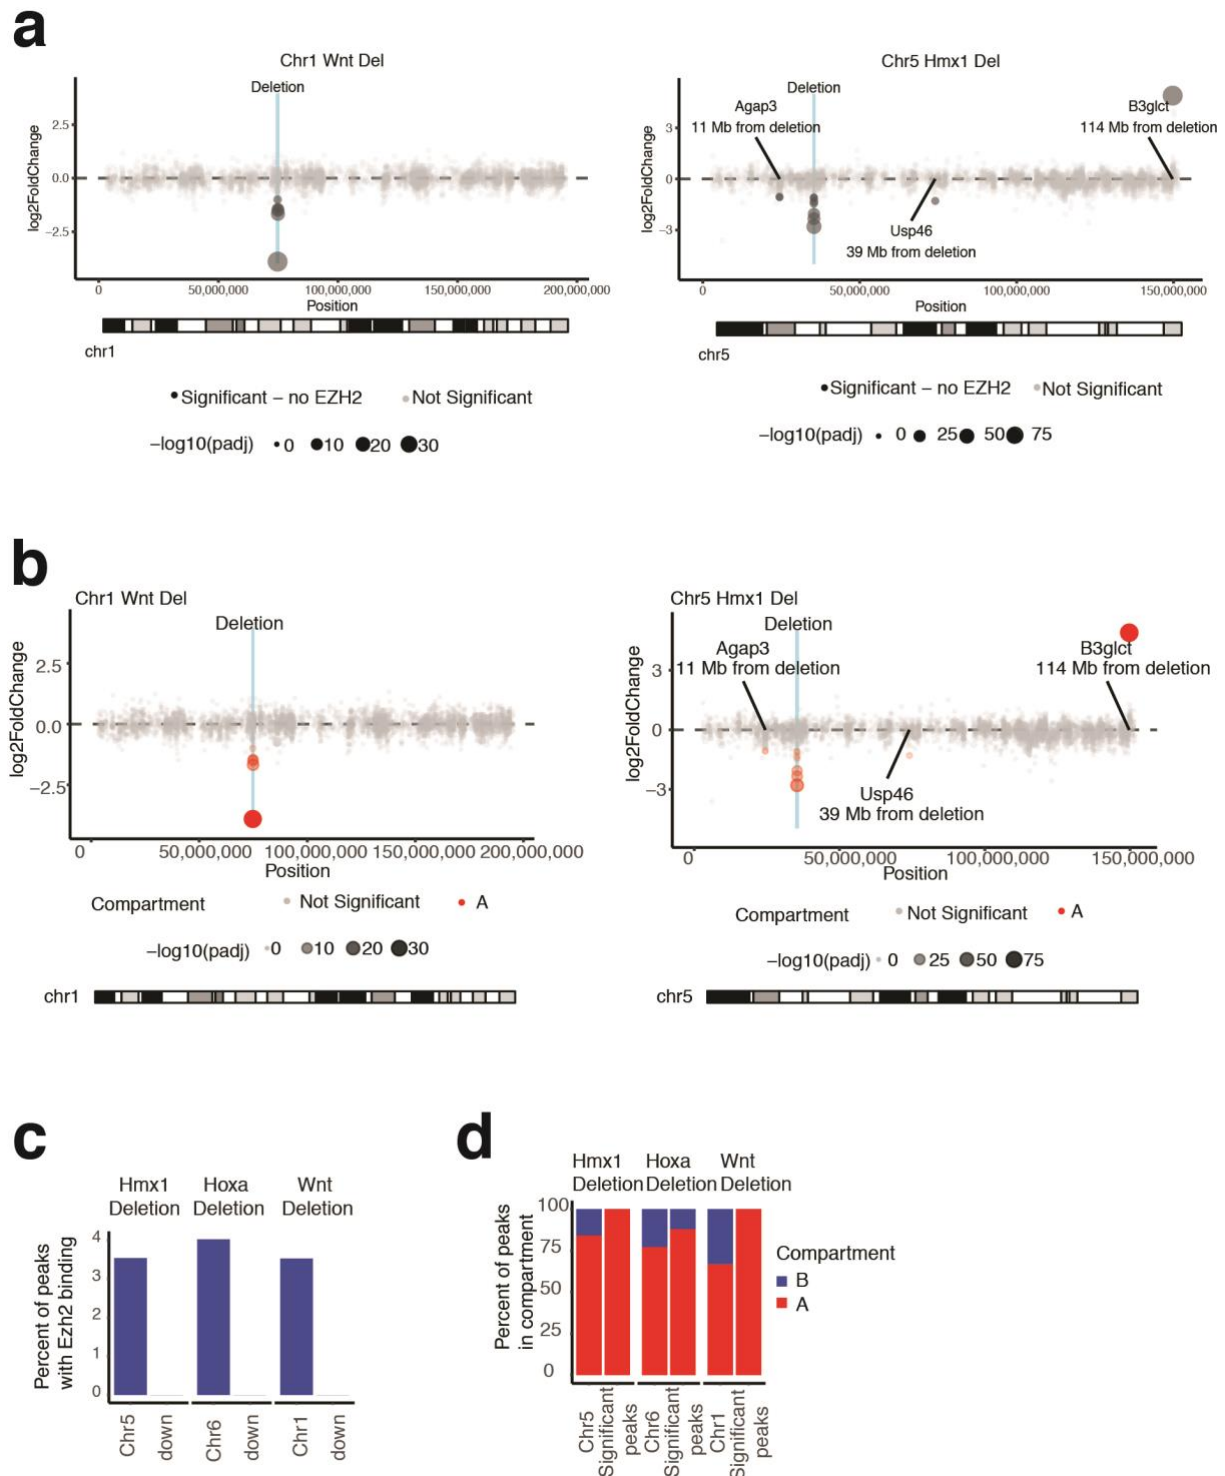 a
Chr1 Wnt Del
Deletion
2.5
0.0
−2.5
log2FoldChange
0
50,000,000
100,000,000
150,000,000
200,000,000
Position
chr1
Significant – no EZH2
Not Significant
−log10(padj)
0
10
20
30
Chr5 Hmx1 Del
Deletion
Agap3
11 Mb from deletion
B3glct
114 Mb from deletion
Usp46
39 Mb from deletion
3
0
−3
log2FoldChange
0
50,000,000
100,000,000
150,000,000
Position
chr5
Significant – no EZH2
Not Significant
−log10(padj)
0
25
50
75
b
Chr1 Wnt Del
Deletion
2.5
0.0
−2.5
log2FoldChange
0
50,000,000
100,000,000
150,000,000
200,000,000
Position
Compartment
Not Significant
A
−log10(padj)
0
10
20
30
chr1
Chr5 Hmx1 Del
Deletion
Agap3
11 Mb from deletion
B3glct
114 Mb from deletion
Usp46
39 Mb from deletion
3
0
−3
log2FoldChange
0
50,000,000
100,000,000
150,000,000
Position
Compartment
Not Significant
A
−log10(padj)
0
25
50
75
chr5
c
Hmx1
Deletion
Hoxa
Deletion
Wnt
Deletion
Percent of peaks
with Ezh2 binding
4
3
2
1
0
Chr5
down
Chr6
down
Chr1
down
d
Hmx1
Deletion
Hoxa
Deletion
Wnt
Deletion
Percent of peaks
in compartment
100
75
50
25
0
Chr5
Significant
peaks
Chr6
Significant
peaks
Chr1
Significant
peaks
Compartment
B
A